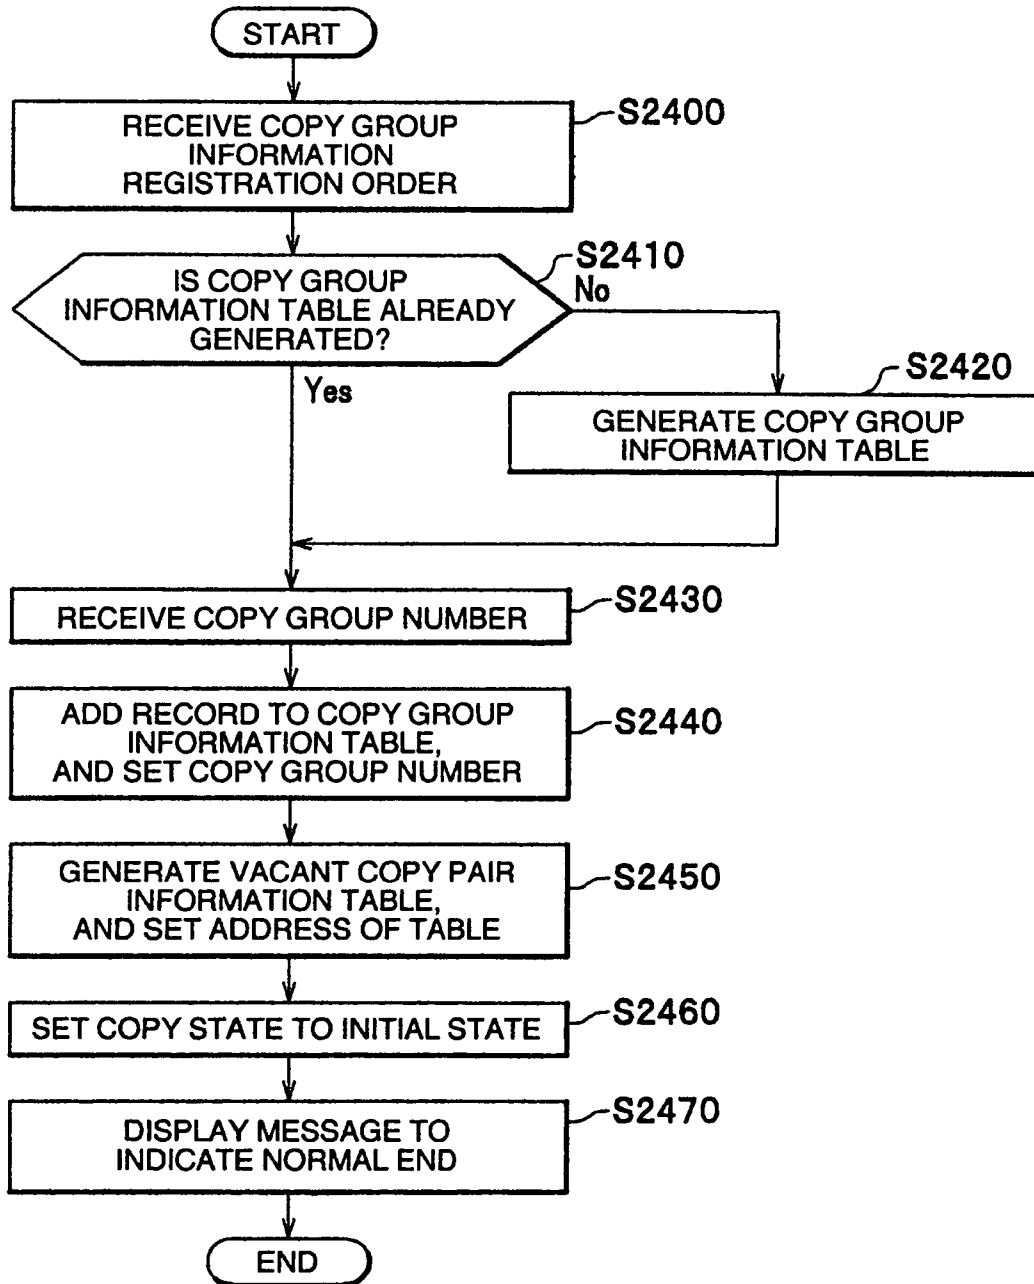 START
RECEIVE COPY GROUP
INFORMATION
REGISTRATION ORDER
S2400
IS COPY GROUP
INFORMATION TABLE ALREADY
GENERATED?
S2410
No
Yes
S2420
GENERATE COPY GROUP
INFORMATION TABLE
RECEIVE COPY GROUP NUMBER
S2430
ADD RECORD TO COPY GROUP
INFORMATION TABLE,
AND SET COPY GROUP NUMBER
S2440
GENERATE VACANT COPY PAIR
INFORMATION TABLE,
AND SET ADDRESS OF TABLE
S2450
SET COPY STATE TO INITIAL STATE
S2460
DISPLAY MESSAGE TO
INDICATE NORMAL END
S2470
END